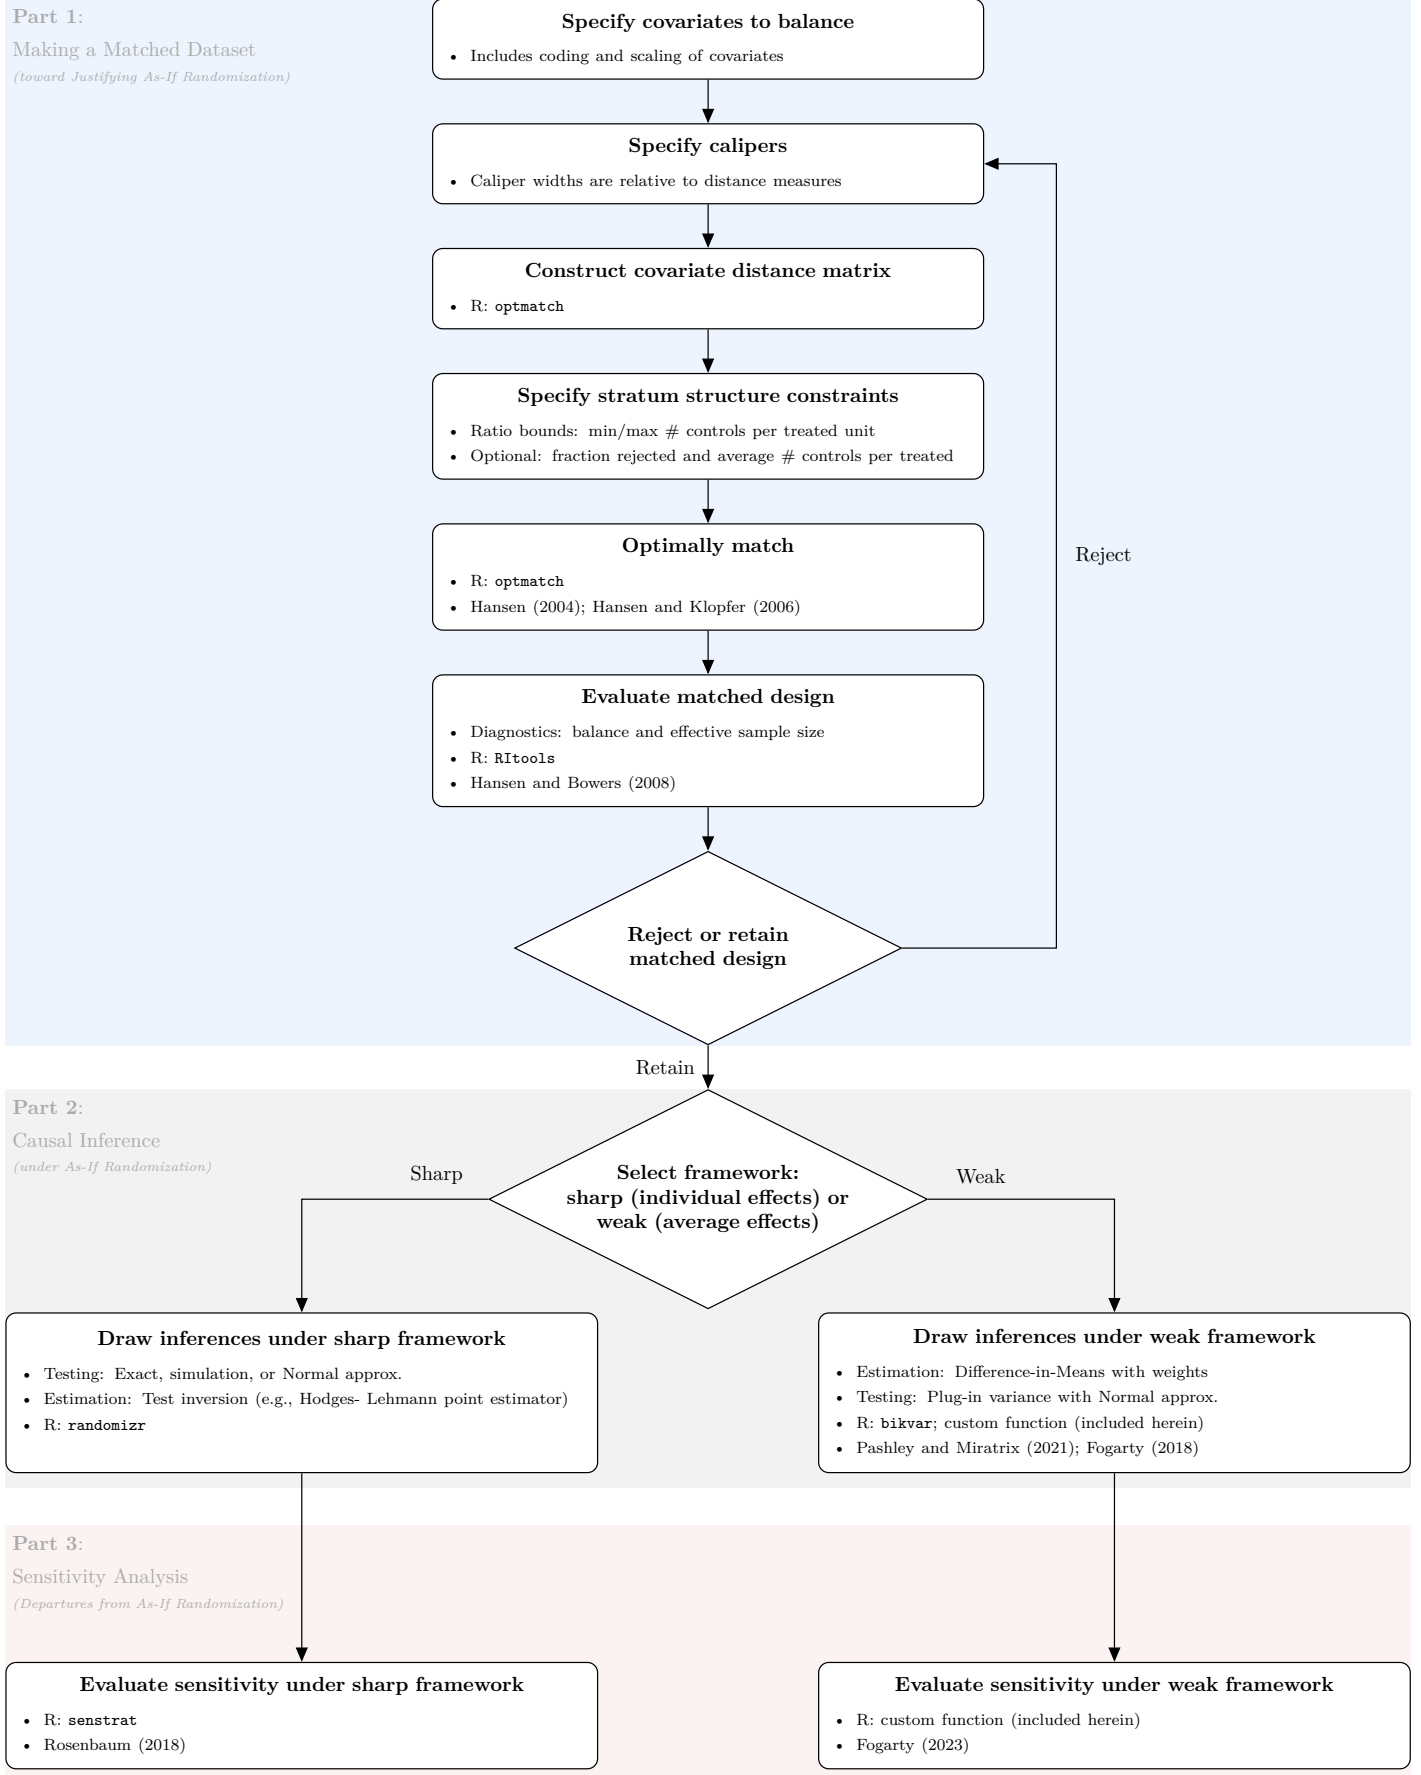 Part 1:
Making a Matched Dataset
(toward Justifying As-If Randomization)
Specify covariates to balance
• Includes coding and scaling of covariates
Specify calipers
• Caliper widths are relative to distance measures
Construct covariate distance matrix
• R: optmatch
Specify stratum structure constraints
• Ratio bounds: min/max # controls per treated unit
• Optional: fraction rejected and average # controls per treated
Optimally match
• R: optmatch
• Hansen (2004); Hansen and Klopfer (2006)
Reject
Evaluate matched design
• Diagnostics: balance and effective sample size
• R: RItools
• Hansen and Bowers (2008)
Reject or retain
matched design
Retain
Part 2:
Causal Inference
(under As-If Randomization)
Sharp
Select framework:
sharp (individual effects) or
weak (average effects)
Weak
Draw inferences under sharp framework
• Testing: Exact, simulation, or Normal approx.
• Estimation: Test inversion (e.g., Hodges- Lehmann point estimator)
• R: randomizr
Draw inferences under weak framework
• Estimation: Difference-in-Means with weights
• Testing: Plug-in variance with Normal approx.
• R: bikvar; custom function (included herein)
• Pashley and Miratrix (2021); Fogarty (2018)
Part 3:
Sensitivity Analysis
(Departures from As-If Randomization)
Evaluate sensitivity under sharp framework
• R: senstrat
• Rosenbaum (2018)
Evaluate sensitivity under weak framework
• R: custom function (included herein)
• Fogarty (2023)